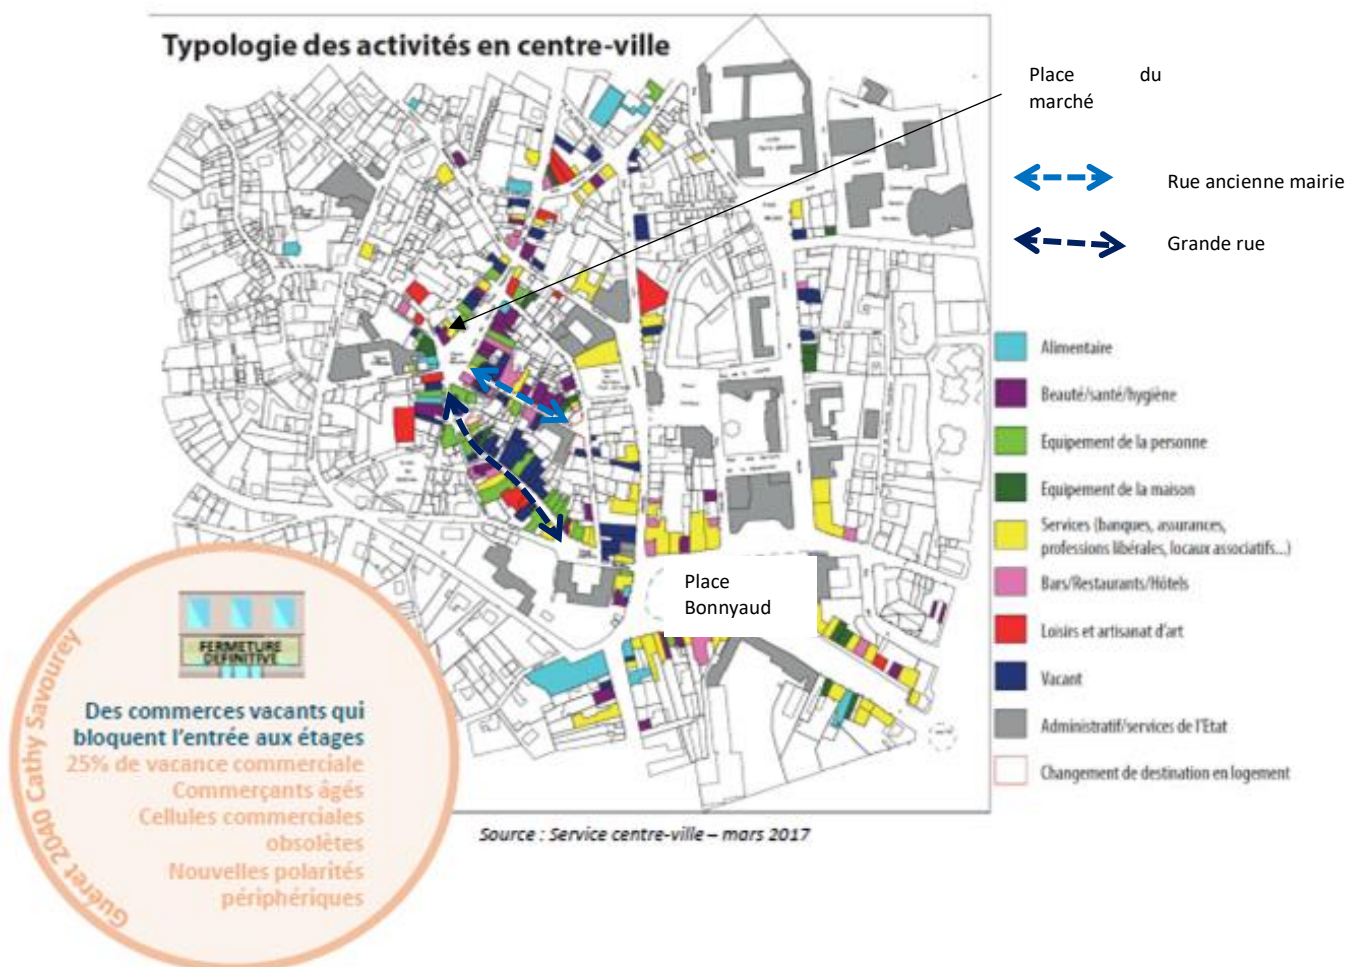 Typologie des activités en centre-ville
Place du
marché
Rue ancienne mairie
Grande rue
Alimentaire
Beauté/santé/hygiène
Equipement de la personne
Equipement de la maison
Services (banques, assurances,
professions libérales, locaux associatifs...)
Bars/Restaurants/Hôtels
Loisirs et artisanat d'art
Vacant
Administratif/services de l'Etat
Changement de destination en logement
Place
Bonnyaud
FERMETURE
DEFINITIVE
Des commerces vacants qui
bloquent l'entrée aux étages
25% de vacance commerciale
Commerçants âgés
Cellules commerciales
obsolètes
Nouvelles polarités
périphériques
Guéret 2040 Cathy Savourey
Source : Service centre-ville – mars 2017